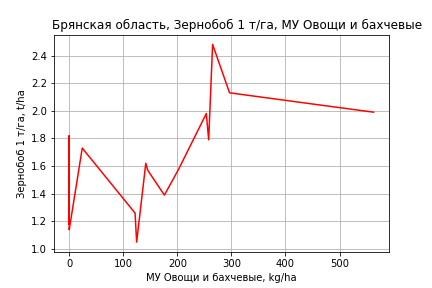 Брянская область, Зернобоб 1 т/га, МУ Овощи и бахчевые
Зернобоб 1 т/га, t/ha
2.4
2.2
2.0
1.8
1.6
1.4
1.2
1.0
0 100 200 300 400 500
МУ Овощи и бахчевые, kg/ha